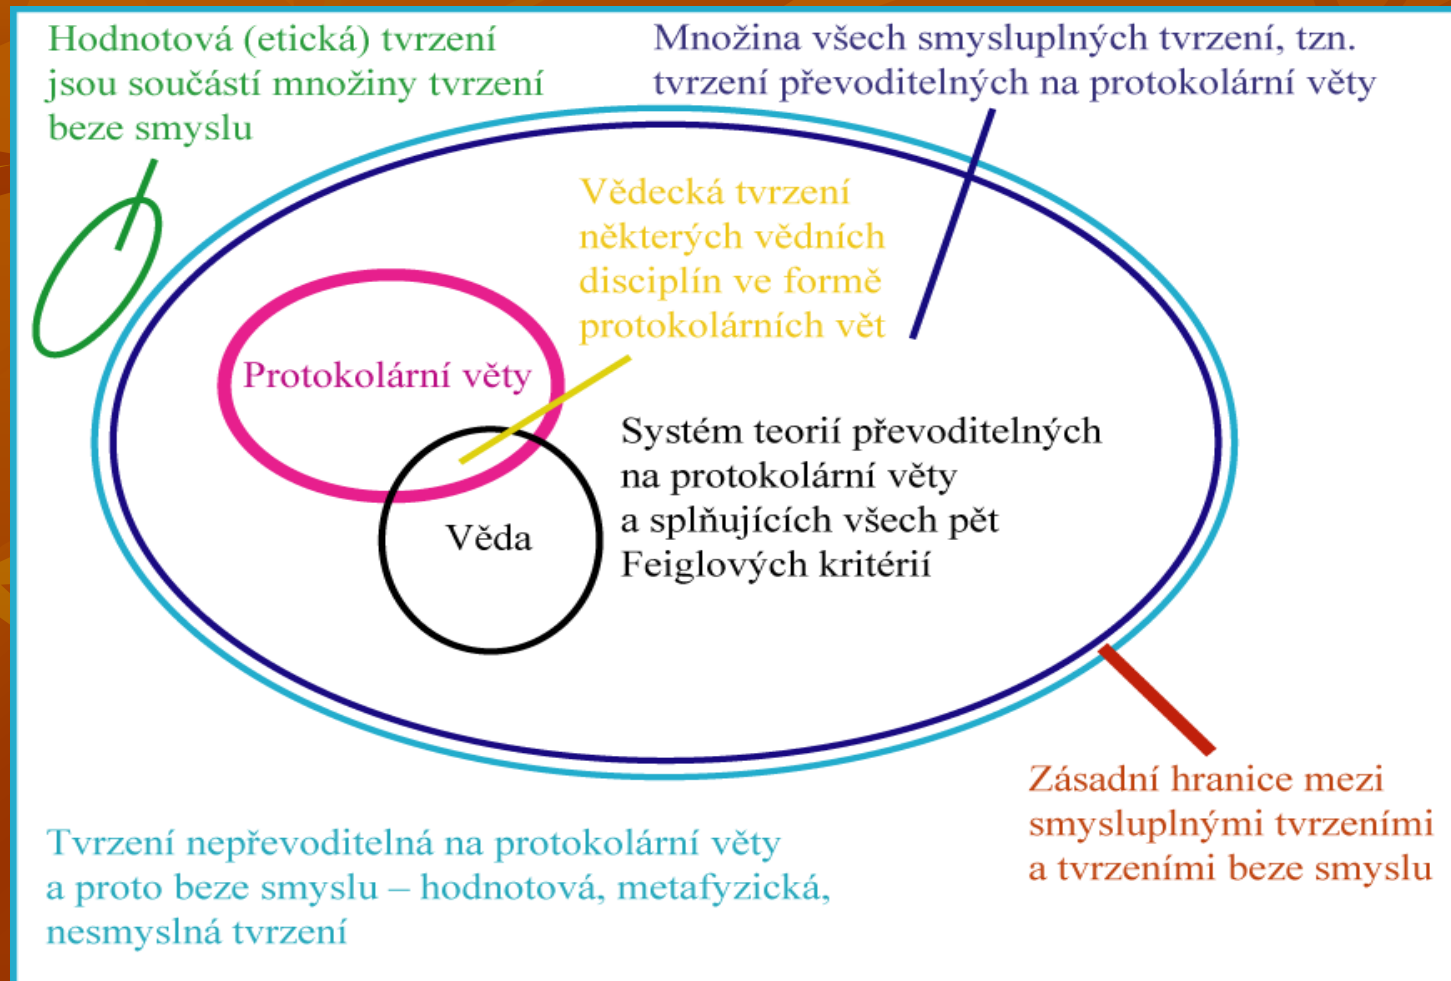 Hodnotová (etická) tvrzení
jsou součástí množiny tvrzení
beze smyslu
Množina všech smysluplných tvrzení, tzn.
tvrzení převoditelných na protokolární věty
Vědecká tvrzení
některých vědních
disciplín ve formě
protokolárních vět
Protokolární věty
Systém teorií převoditelných
na protokolární věty
a splňujících všech pět
Feiglových kritérií
Věda
Zásadní hranice mezi
smysluplnými tvrzeními
a tvrzeními beze smyslu
Tvrzení nepřevoditelná na protokolární věty
a proto beze smyslu – hodnotová, metafyzická,
nesmyslná tvrzení